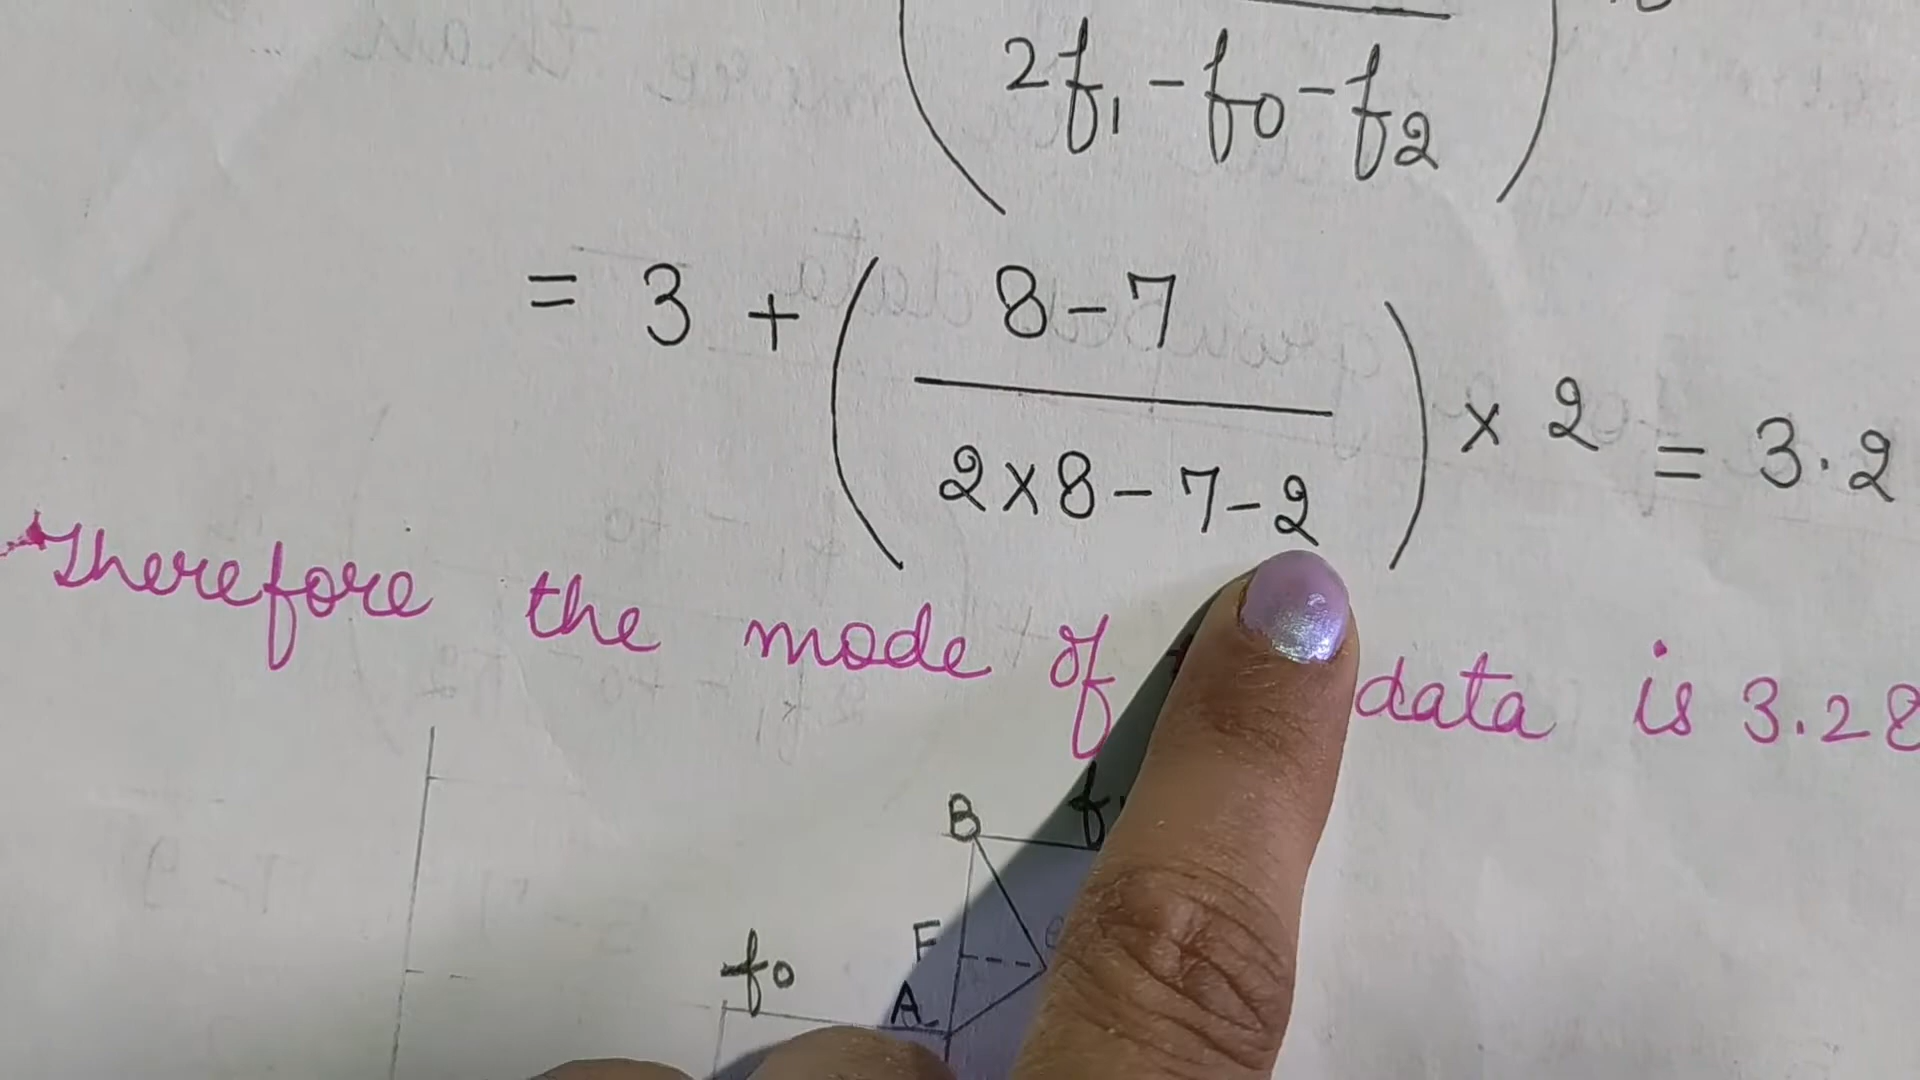 2f₁ - f₀ - f₂
= 3 + ( 8 - 7 / 2 × 8 - 7 - 2 ) × 2 = 3.2
Therefore the mode of data is 3.28
B f
F
f₀ A